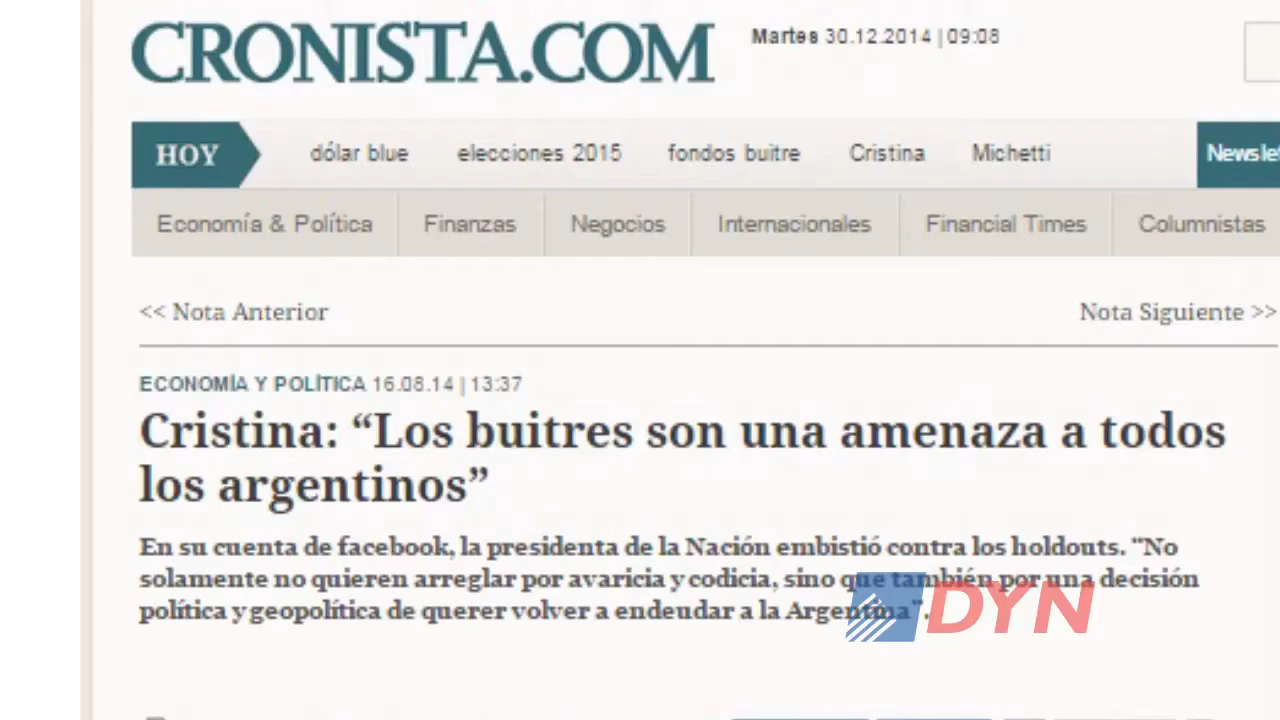 CRONISTA.COM
Martes 30.12.2014 | 09:08
HOY
dólar blue
elecciones 2015
fondos buitre
Cristina
Michetti
Economía & Política
Finanzas
Negocios
Internacionales
Financial Times
Columnistas
<< Nota Anterior
Nota Siguiente >>
ECONOMÍA Y POLÍTICA 16.08.14 | 13:37
Cristina: “Los buitres son una amenaza a todos
los argentinos”
En su cuenta de facebook, la presidenta de la Nación embistió contra los holdouts. "No
solamente no quieren arreglar por avaricia y codicia, sino que también por una decisión
política y geopolítica de querer volver a endeudar a la Argentina".
DYN